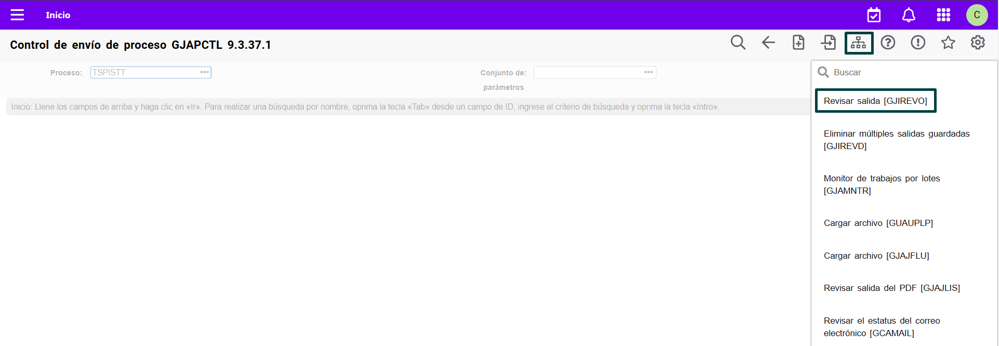 Inicio
C
Control de envío de proceso GJAPCTL 9.3.37.1
Proceso: TSPISTT •••
Conjunto de: •••
parámetros
Inicio: Llene los campos de arriba y haga clic en «Ir». Para realizar una búsqueda por nombre, oprima la tecla «Tab» desde un campo de ID, ingrese el criterio de búsqueda y oprima la tecla «Intro».
Buscar
Revisar salida [GJIREVO]
Eliminar múltiples salidas guardadas
[GJIREVD]
Monitor de trabajos por lotes
[GJAMNTR]
Cargar archivo [GUAUPLP]
Cargar archivo [GJAJFLU]
Revisar salida del PDF [GJAJLIS]
Revisar el estatus del correo
electrónico [GCAMAIL]